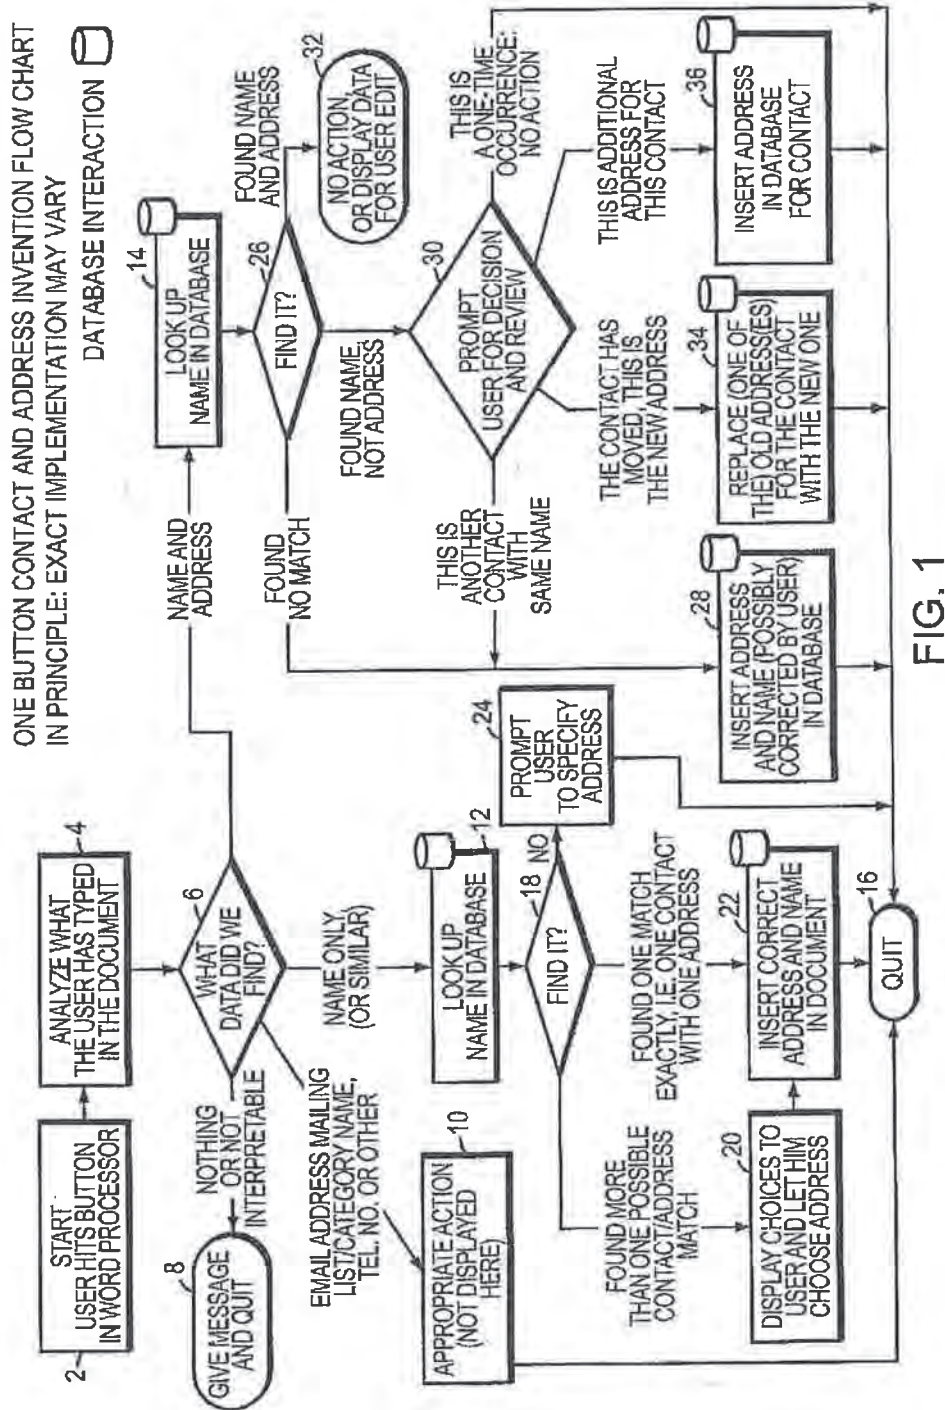 ONE BUTTON CONTACT AND ADDRESS INVENTION FLOW CHART
IN PRINCIPLE: EXACT IMPLEMENTATION MAY VARY
DATABASE INTERACTION
2
START
USER HITS BUTTON
IN WORD PROCESSOR
4
ANALYZE WHAT
THE USER HAS TYPED
IN THE DOCUMENT
6
WHAT
DATA DID WE
FIND?
NOTHING
OR NOT
INTERPRETABLE
8
GIVE MESSAGE
AND QUIT
EMAIL ADDRESS MAILING
LIST/CATEGORY NAME,
TEL. NO. OR OTHER
10
APPROPRIATE ACTION
(NOT DISPLAYED
HERE)
NAME ONLY
(OR SIMILAR)
12
LOOK UP
NAME IN DATABASE
18
FIND IT?
NO
24
PROMPT
USER
TO SPECIFY
ADDRESS
FOUND MORE
THAN ONE POSSIBLE
CONTACT/ADDRESS
MATCH
FOUND ONE MATCH
EXACTLY, I.E. ONE CONTACT
WITH ONE ADDRESS
20
DISPLAY CHOICES TO
USER AND LET HIM
CHOOSE ADDRESS
22
INSERT CORRECT
ADDRESS AND NAME
IN DOCUMENT
16
QUIT
NAME AND
ADDRESS
14
LOOK UP
NAME IN DATABASE
26
FIND IT?
FOUND NAME
AND ADDRESS
32
NO ACTION,
OR DISPLAY DATA
FOR USER EDIT
FOUND
NO MATCH
FOUND NAME,
NOT ADDRESS
30
PROMPT
USER FOR DECISION
AND REVIEW
THIS IS
ANOTHER
CONTACT
WITH
SAME NAME
THE CONTACT HAS
MOVED, THIS IS
THE NEW ADDRESS
THIS ADDITIONAL
ADDRESS FOR
THIS CONTACT
THIS IS
A ONE-TIME
OCCURRENCE:
NO ACTION
28
INSERT ADDRESS
AND NAME (POSSIBLY
CORRECTED BY USER)
IN DATABASE
34
REPLACE (ONE OF
THE) OLD ADDRESS(ES)
FOR THE CONTACT
WITH THE NEW ONE
36
INSERT ADDRESS
IN DATABASE
FOR CONTACT
FIG. 1